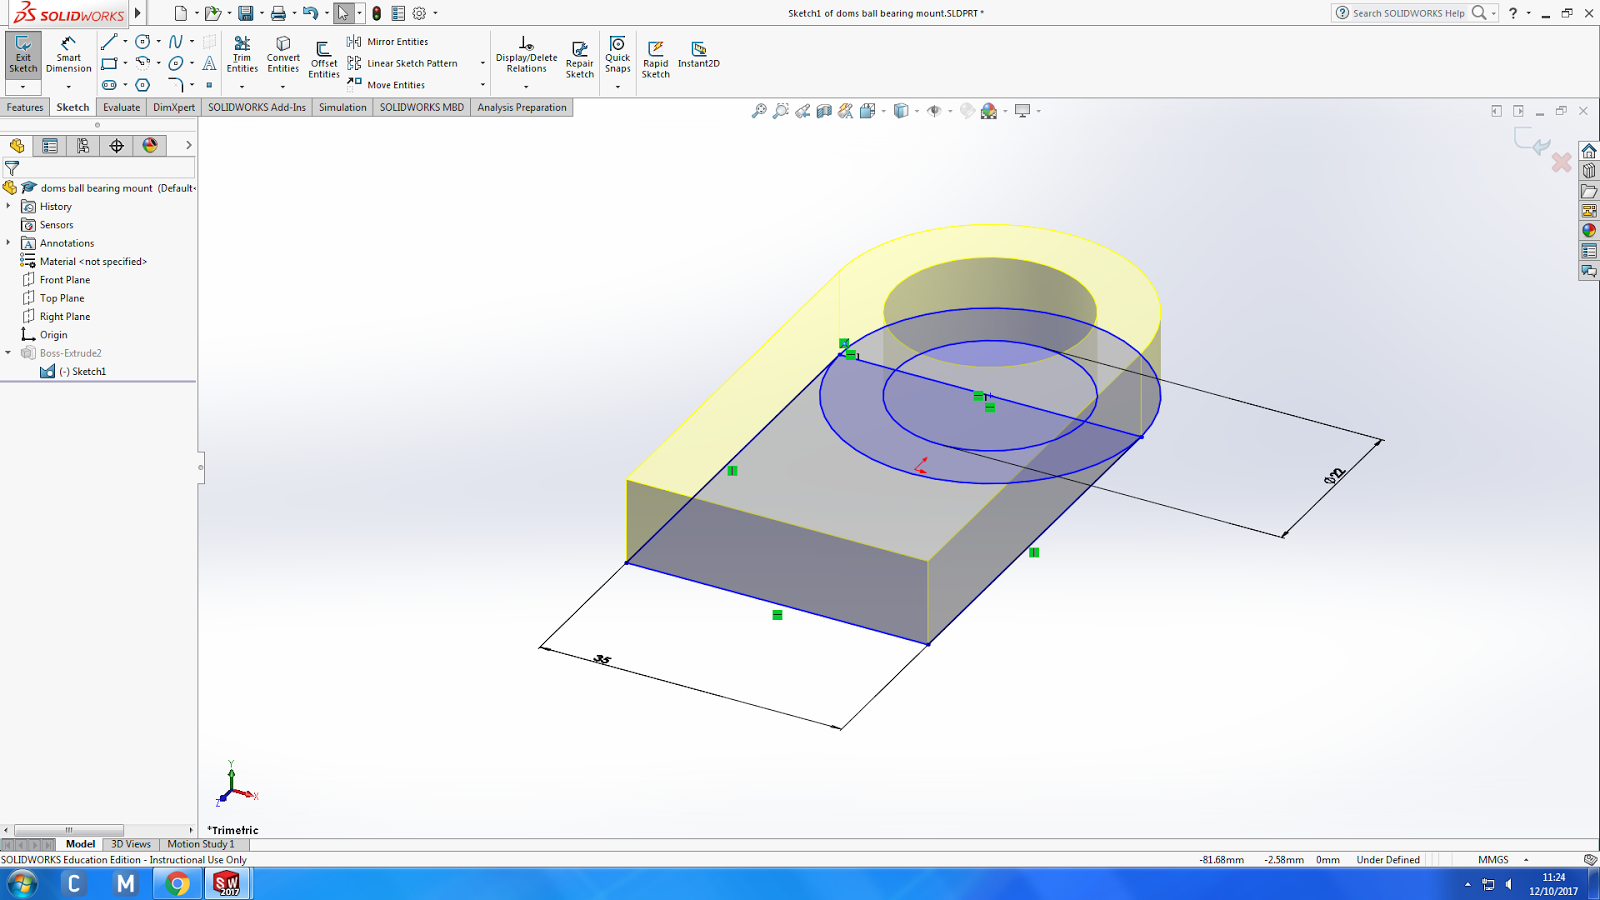 SOLIDWORKS
Sketch1 of doms ball bearing mount.SLDPRT *
Search SOLIDWORKS Help
?
Exit Sketch
Smart Dimension
Trim Entities
Convert Entities
Offset Entities
Mirror Entities
Linear Sketch Pattern
Move Entities
Display/Delete Relations
Repair Sketch
Quick Snaps
Rapid Sketch
Instant2D
Features
Sketch
Evaluate
DimXpert
SOLIDWORKS Add-Ins
Simulation
SOLIDWORKS MBD
Analysis Preparation
doms ball bearing mount (Default<
History
Sensors
Annotations
Material <not specified>
Front Plane
Top Plane
Right Plane
Origin
Boss-Extrude2
(-) Sketch1
Ø22
35
Y
X
Z
*Trimetric
Model
3D Views
Motion Study 1
SOLIDWORKS Education Edition - Instructional Use Only
-81.68mm
-2.58mm
0mm
Under Defined
MMGS
C
M
SW
2017
11:24
12/10/2017